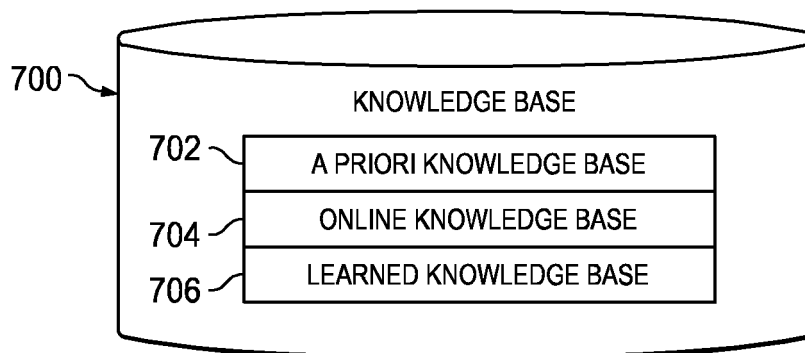 700
KNOWLEDGE BASE
702
A PRIORI KNOWLEDGE BASE
704
ONLINE KNOWLEDGE BASE
706
LEARNED KNOWLEDGE BASE